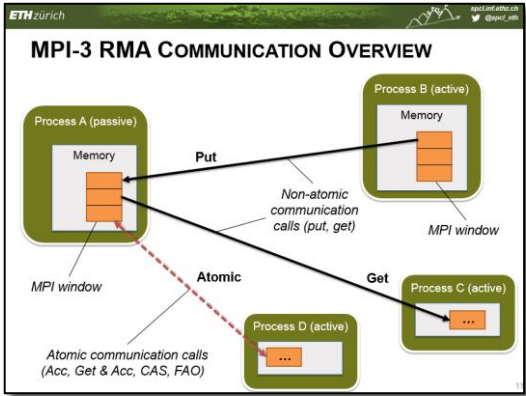 ETH zürich
spcl.inf.ethz.ch
@spcl_eth
MPI-3 RMA COMMUNICATION OVERVIEW
Process A (passive)
Memory
MPI window
Process B (active)
Memory
MPI window
Put
Non-atomic
communication
calls (put, get)
Atomic
Get
Process C (active)
...
Process D (active)
...
Atomic communication calls
(Acc, Get & Acc, CAS, FAO)
11